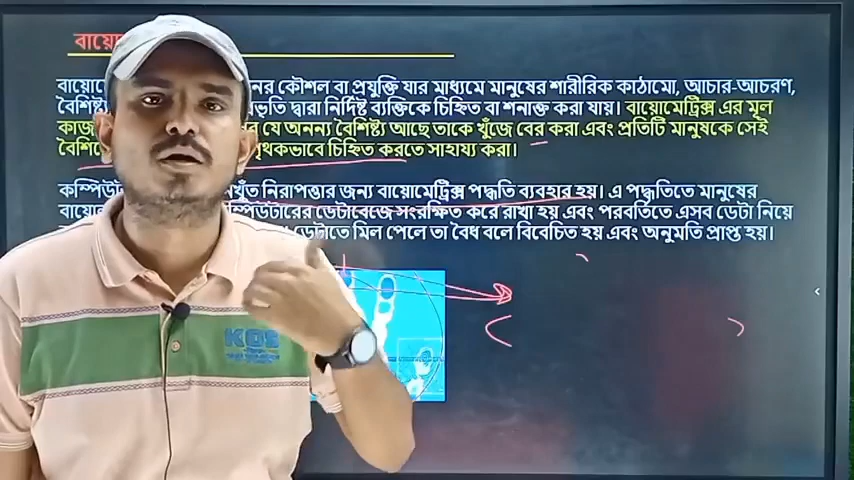 বায়ো
বায়োমে নর কৌশল বা প্রযুক্তি যার মাধ্যমে মানুষের শারীরিক কাঠামো, আচার-আচরণ,
বৈশিষ্ট্য ভৃতি দ্বারা নির্দিষ্ট ব্যক্তিকে চিহ্নিত বা শনাক্ত করা যায়। বায়োমেট্রিক্স এর মূল
কাজ যে অনন্য বৈশিষ্ট্য আছে তাকে খুঁজে বের করা এবং প্রতিটি মানুষকে সেই
বৈশি পৃথকভাবে চিহ্নিত করতে সাহায্য করা।
কম্পিউ নিখুঁত নিরাপত্তার জন্য বায়োমেট্রিক্স পদ্ধতি ব্যবহার হয়। এ পদ্ধতিতে মানুষের
বায়ো ম্পিউটারের ডেটাবেজে সংরক্ষিত করে রাখা হয় এবং পরবর্তিতে এসব ডেটা নিয়ে
ডেটাতে মিল পেলে তা বৈধ বলে বিবেচিত হয় এবং অনুমতি প্রাপ্ত হয়।
KOS